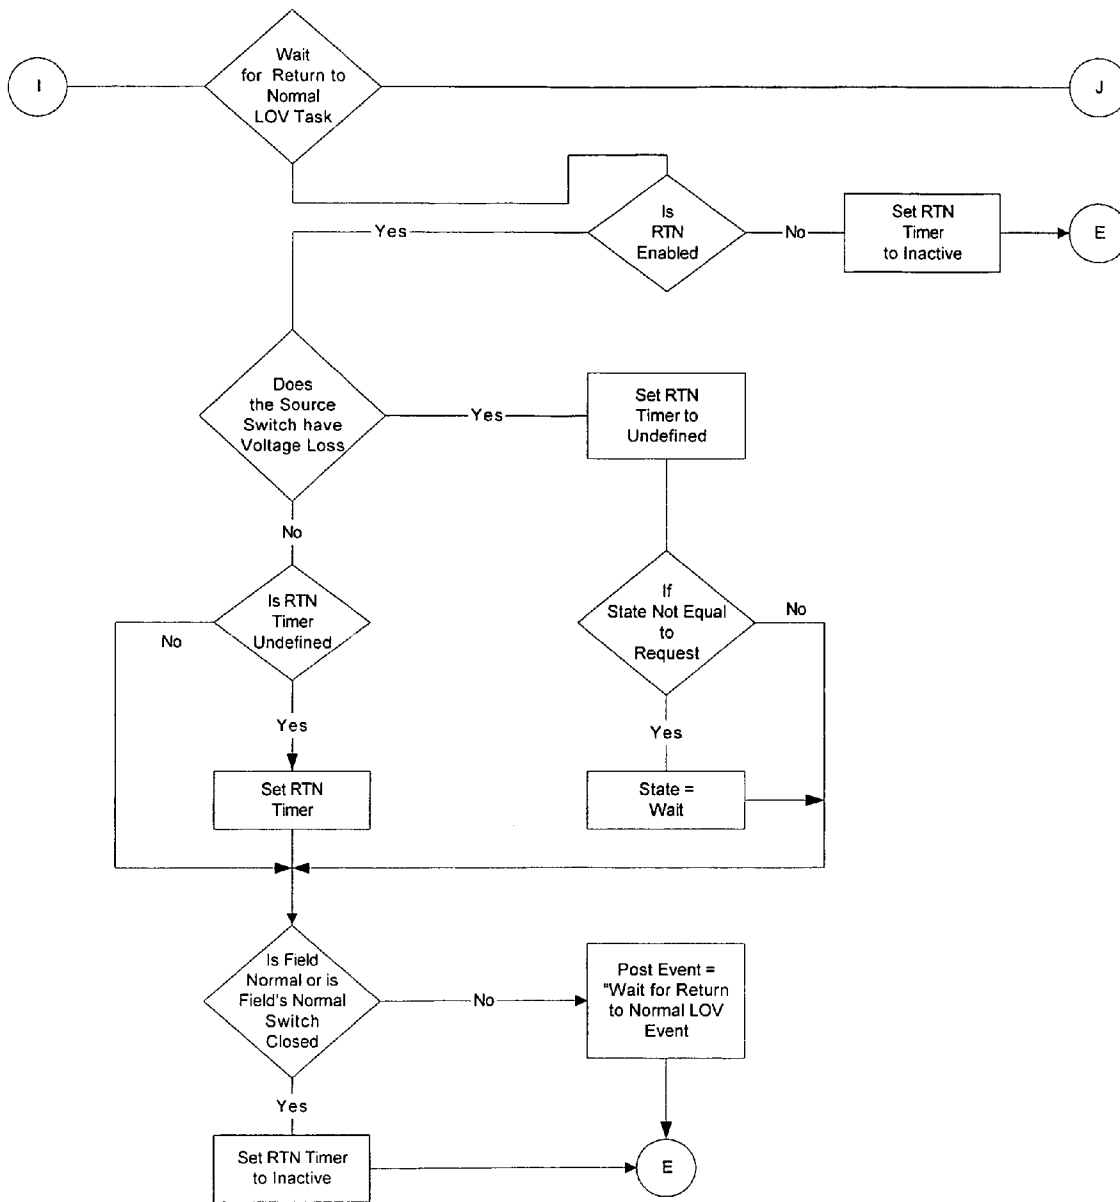 Wait
for Return to
Normal
LOV Task
I
J
Is
RTN
Enabled
Yes
No
Set RTN
Timer
to Inactive
E
Does
the Source
Switch have
Voltage Loss
Yes
Set RTN
Timer to
Undefined
No
Is RTN
Timer
Undefined
No
If
State Not Equal
to
Request
No
Yes
Yes
Set RTN
Timer
State =
Wait
Is Field
Normal or is
Field's Normal
Switch
Closed
No
Post Event =
"Wait for Return
to Normal LOV
Event
Yes
Set RTN Timer
to Inactive
E